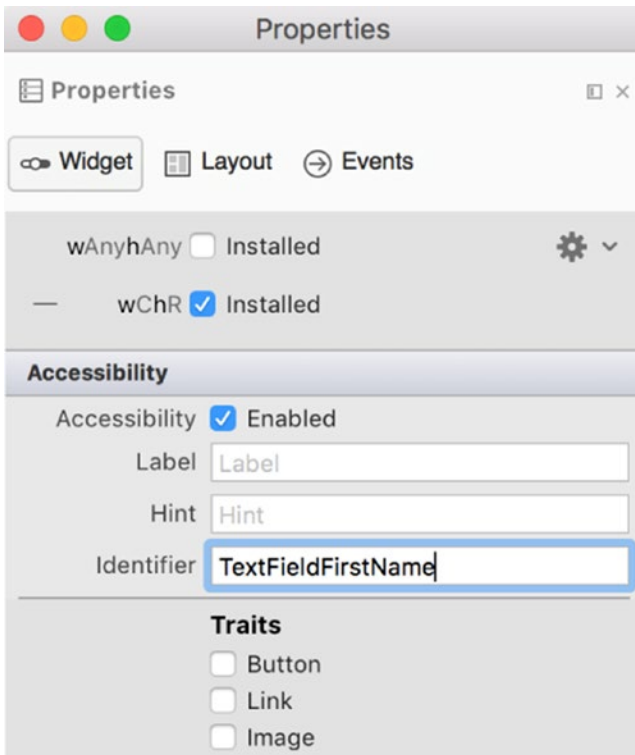 Properties
Properties
Widget Layout Events
wAnyhAny Installed
wChR Installed
Accessibility
Accessibility Enabled
Label Label
Hint Hint
Identifier TextFieldFirstName
Traits
Button
Link
Image